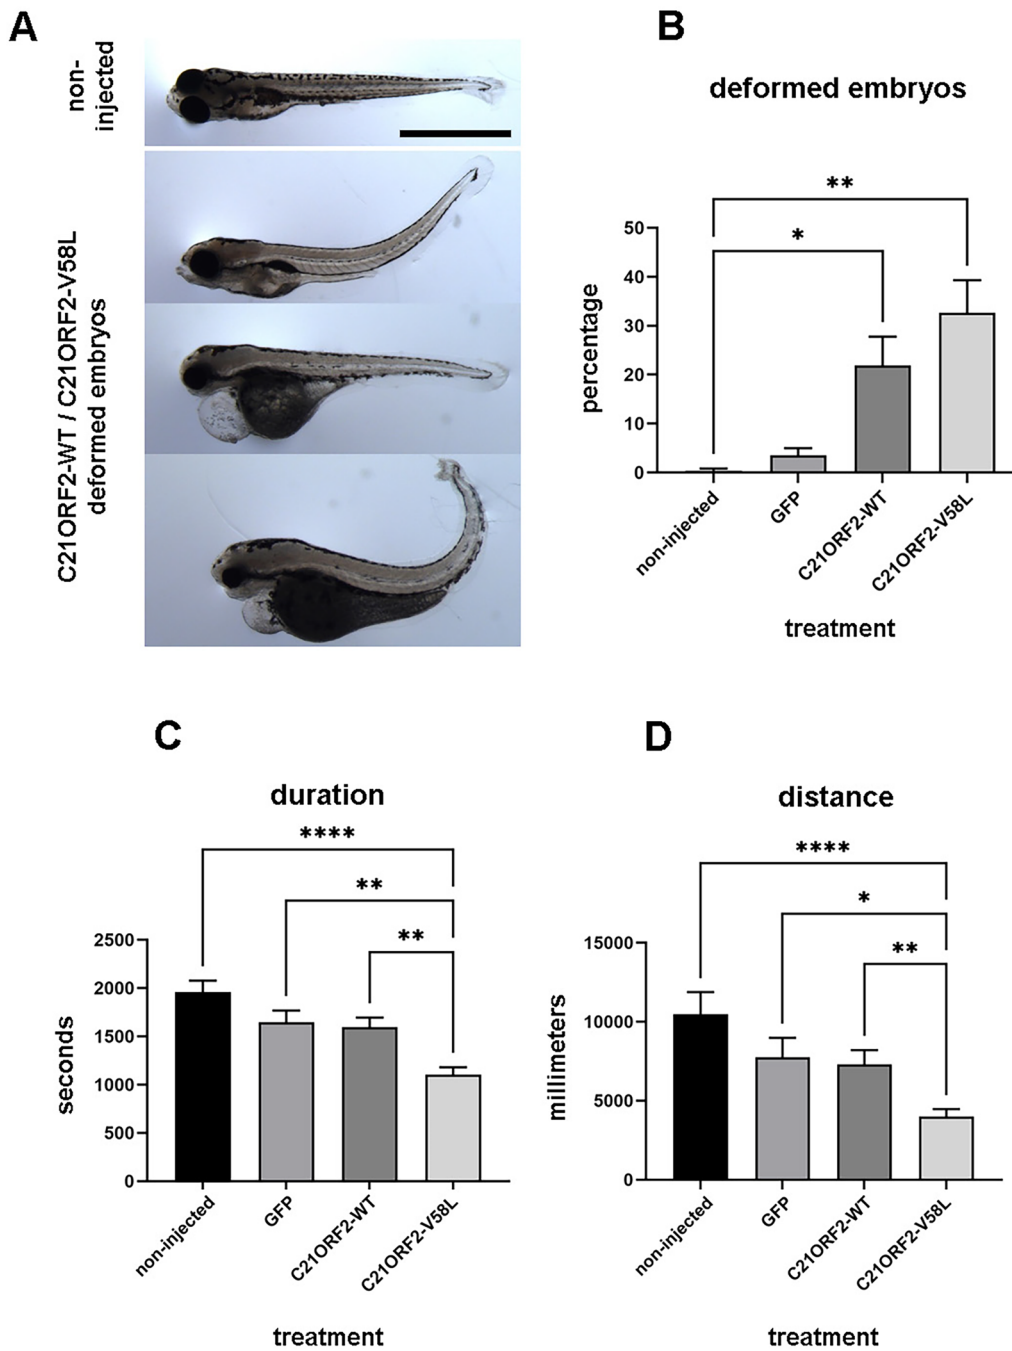 A
non-
injected
C21ORF2-WT / C21ORF2-V58L
deformed embryos
B
deformed embryos
**
*
50
40
30
20
10
0
percentage
non-injected
GFP
C21ORF2-WT
C21ORF2-V58L
treatment
C
duration
****
**
**
2500
2000
1500
1000
500
0
seconds
non-injected
GFP
C21ORF2-WT
C21ORF2-V58L
treatment
D
distance
****
*
**
15000
10000
5000
0
millimeters
non-injected
GFP
C21ORF2-WT
C21ORF2-V58L
treatment